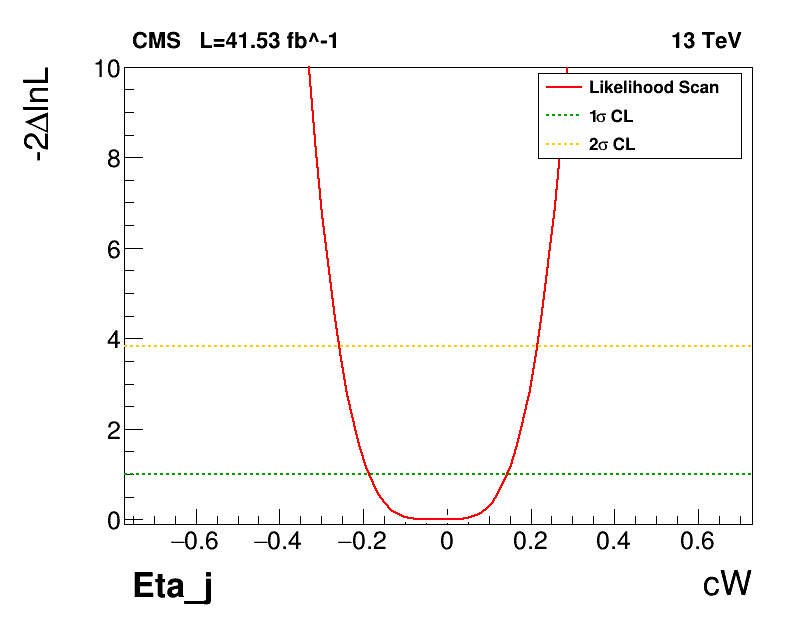 CMS L=41.53 fb^-1 13 TeV
-2ΔlnL
10
8
6
4
2
0
Likelihood Scan
1σ CL
2σ CL
−0.6 −0.4 −0.2 0 0.2 0.4 0.6
Eta_j cW